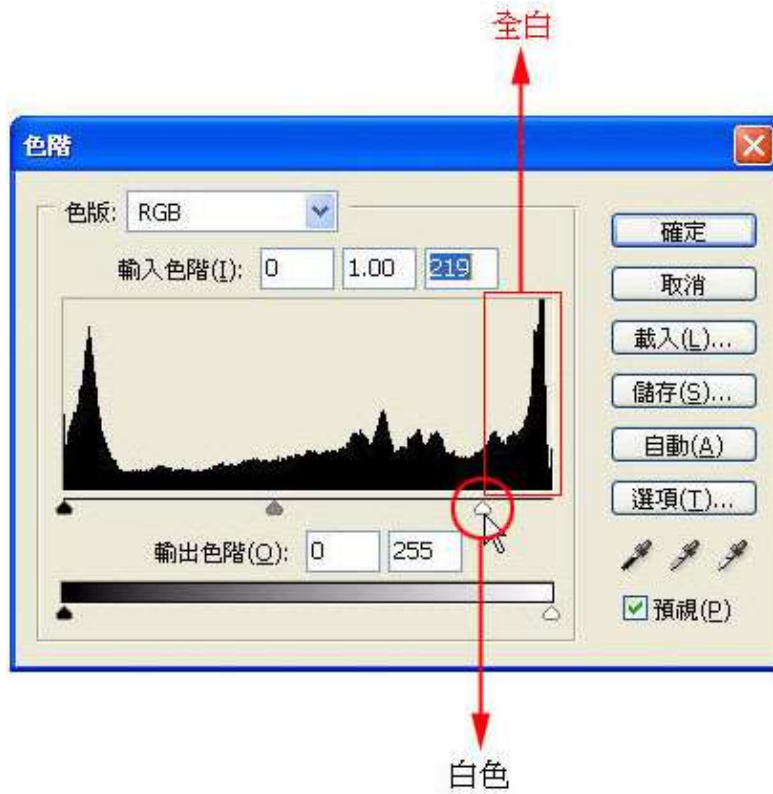 全白
色階
色版: RGB
輸入色階(I): 0 1.00 219
確定
取消
載入(L)...
儲存(S)...
自動(A)
選項(T)...
輸出色階(O): 0 255
預視(P)
白色